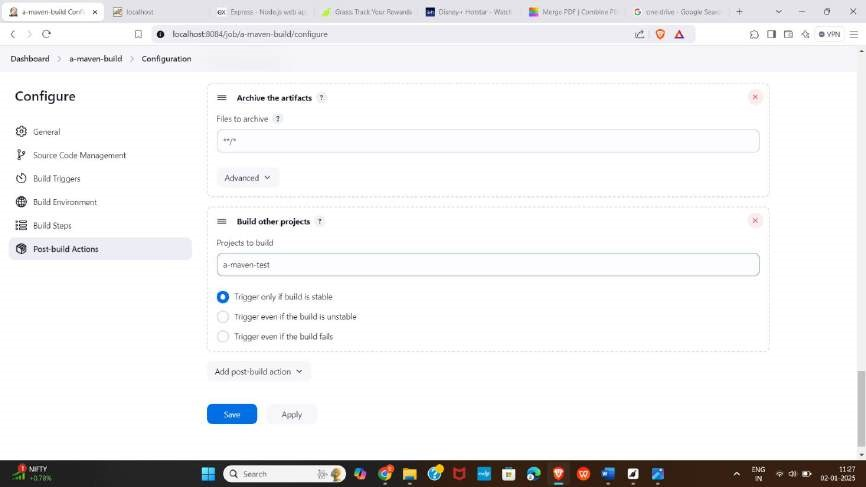 a-maven-build Confi
localhost
Express - Node.js web ap
Grass: Track Your Rewards
Disney+ Hotstar - Watch
Merge PDF | Combine PD
one drive - Google Searc
localhost:8084/job/a-maven-build/configure
VPN
Dashboard > a-maven-build > Configuration
Configure
General
Source Code Management
Build Triggers
Build Environment
Build Steps
Post-build Actions
Archive the artifacts ?
Files to archive ?
**/*
Advanced
Build other projects ?
Projects to build
a-maven-test
Trigger only if build is stable
Trigger even if the build is unstable
Trigger even if the build fails
Add post-build action
Save
Apply
NIFTY
+0.78%
Search
ENG
IN
11:27
02-01-2025